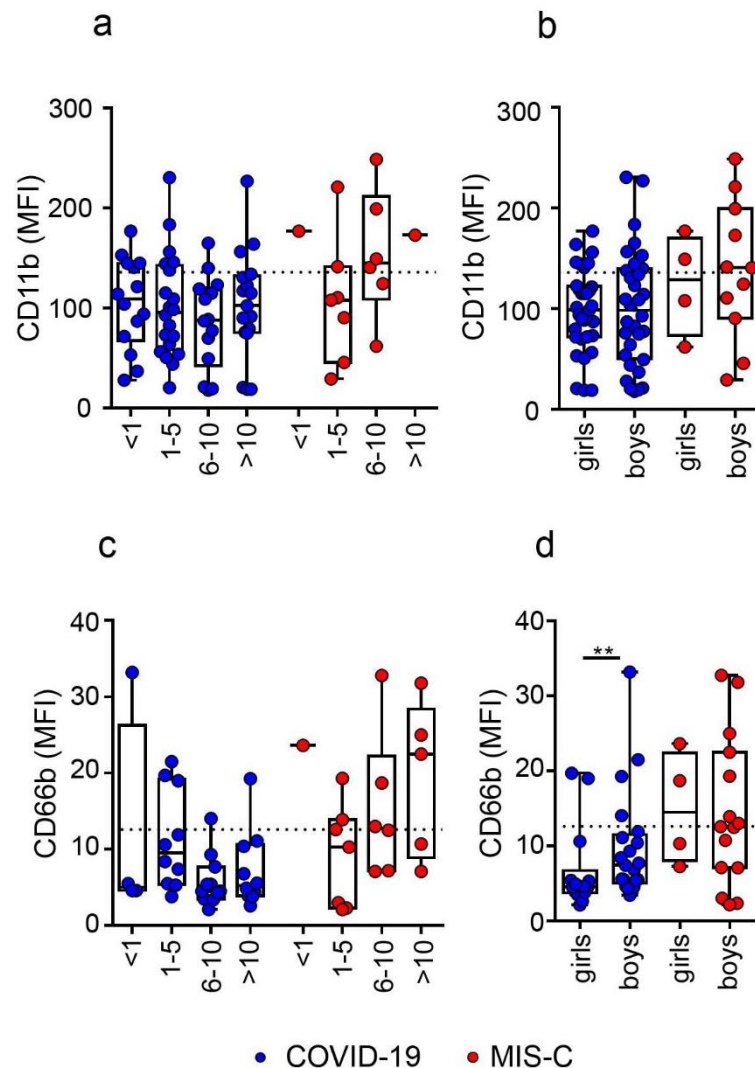 a
CD11b (MFI)
300
200
100
0
<1
1-5
6-10
>10
<1
1-5
6-10
>10
b
CD11b (MFI)
300
200
100
0
girls
boys
girls
boys
c
CD66b (MFI)
40
30
20
10
0
<1
1-5
6-10
>10
<1
1-5
6-10
>10
d
CD66b (MFI)
40
30
20
10
0
**
girls
boys
girls
boys
COVID-19
MIS-C